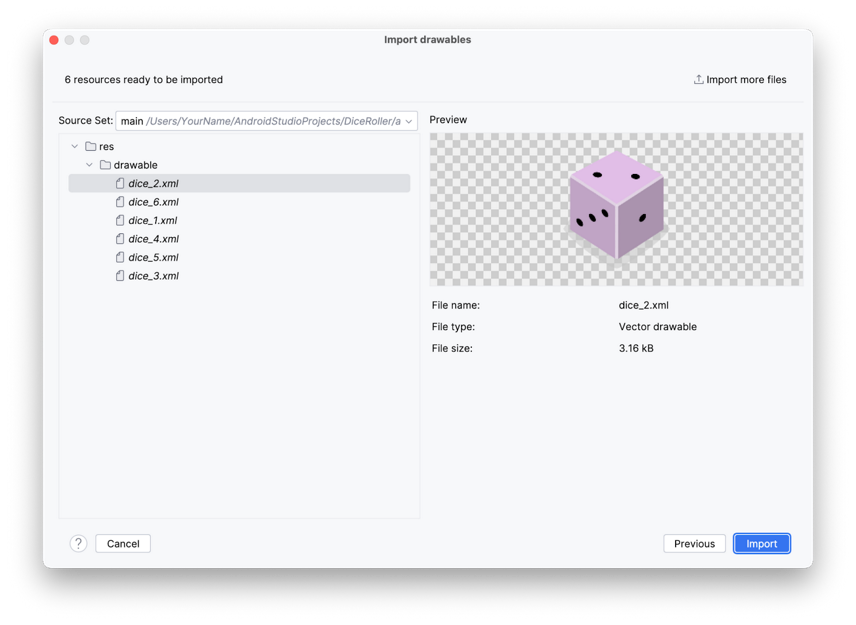 Import drawables
6 resources ready to be imported
Import more files
Source Set: main /Users/YourName/AndroidStudioProjects/DiceRoller/a
Preview
res
drawable
dice_2.xml
dice_6.xml
dice_1.xml
dice_4.xml
dice_5.xml
dice_3.xml
File name: dice_2.xml
File type: Vector drawable
File size: 3.16 kB
? Cancel Previous Import